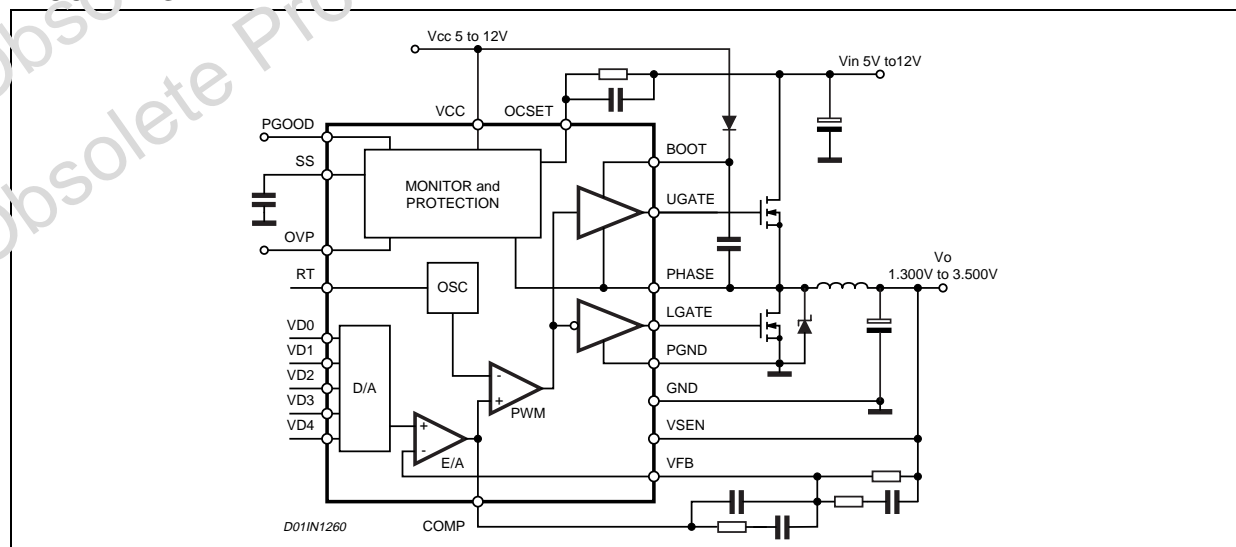 Obsolete Pro
Obsolete Pro
Vcc 5 to 12V
Vin 5V to12V
VCC
OCSET
PGOOD
SS
OVP
RT
VD0
VD1
VD2
VD3
VD4
MONITOR and
PROTECTION
OSC
D/A
+
-
E/A
-
+
PWM
BOOT
UGATE
PHASE
LGATE
PGND
GND
VSEN
VFB
Vo
1.300V to 3.500V
D01IN1260
COMP